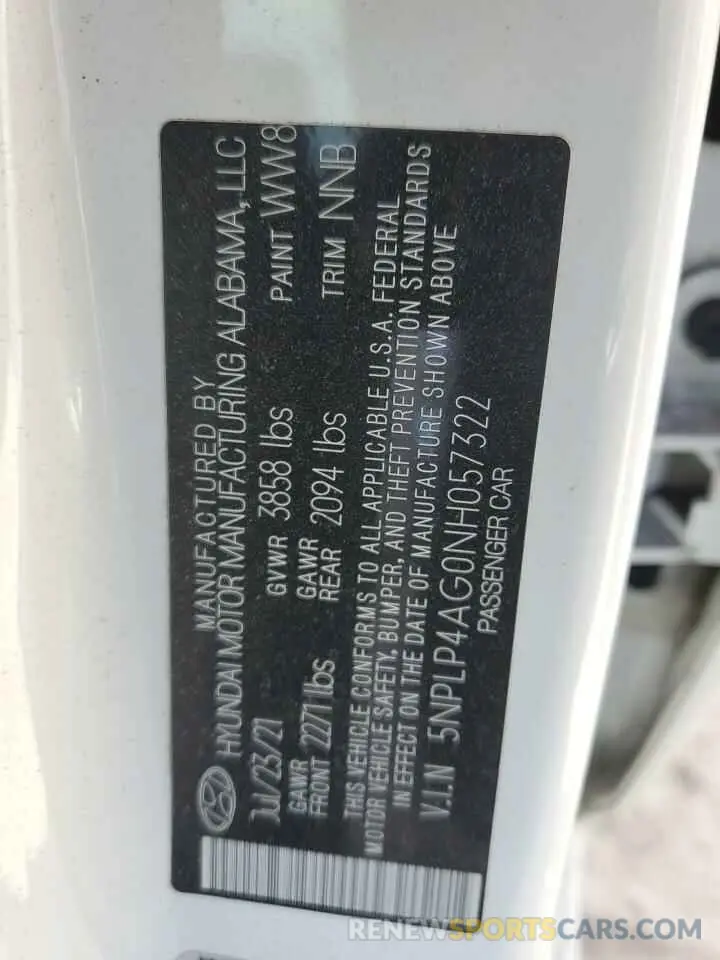 MANUFACTURED BY
HYUNDAI MOTOR MANUFACTURING ALABAMA, LLC
Jul/23/21 GVWR 3858 lbs PAINT WW8
GAWR FRONT 2271 lbs GAWR REAR 2094 lbs TRIM NNB
THIS VEHICLE CONFORMS TO ALL APPLICABLE U.S.A. FEDERAL
MOTOR VEHICLE SAFETY, BUMPER, AND THEFT PREVENTION STANDARDS
IN EFFECT ON THE DATE OF MANUFACTURE SHOWN ABOVE
V.I.N 5NPLP4AG0NH057322
PASSENGER CAR
RENEWSPORTSCARS.COM